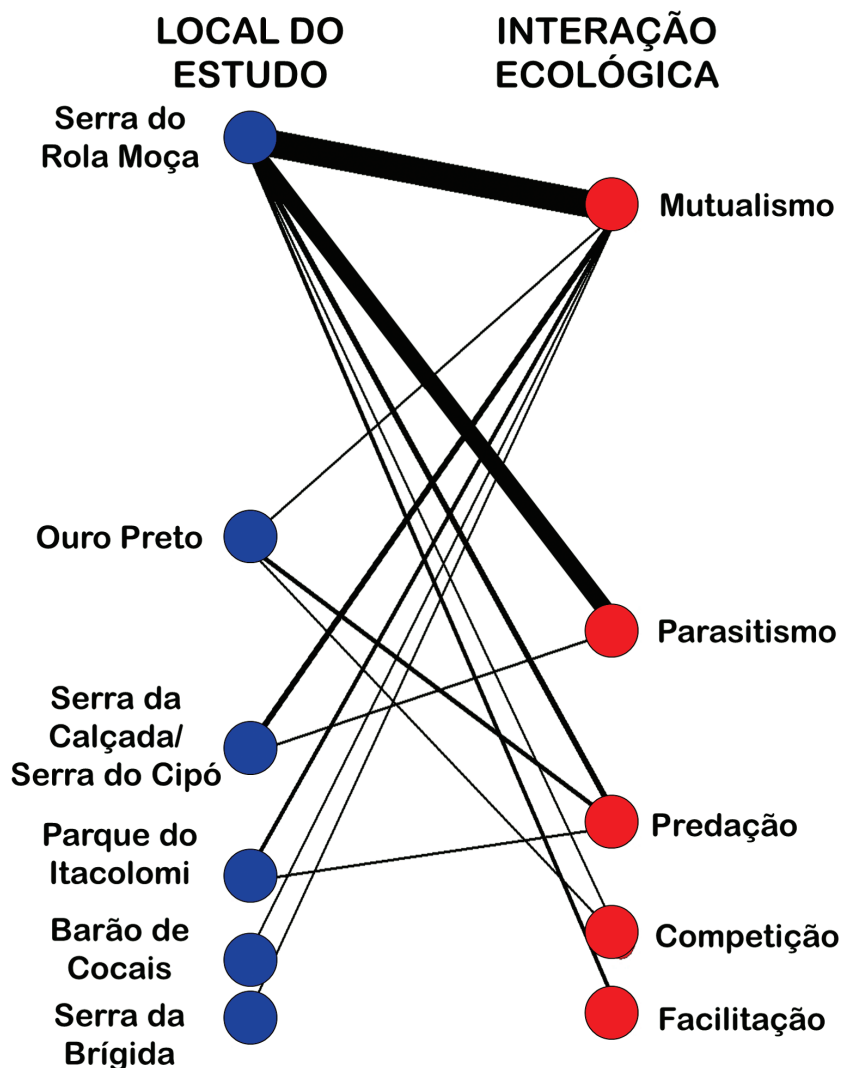 LOCAL DO
ESTUDO
INTERAÇÃO
ECOLÓGICA
Serra do
Rola Moça
Ouro Preto
Serra da
Calçada/
Serra do Cipó
Parque do
Itacolomi
Barão de
Cocais
Serra da
Brígida
Mutualismo
Parasitismo
Predação
Competição
Facilitação